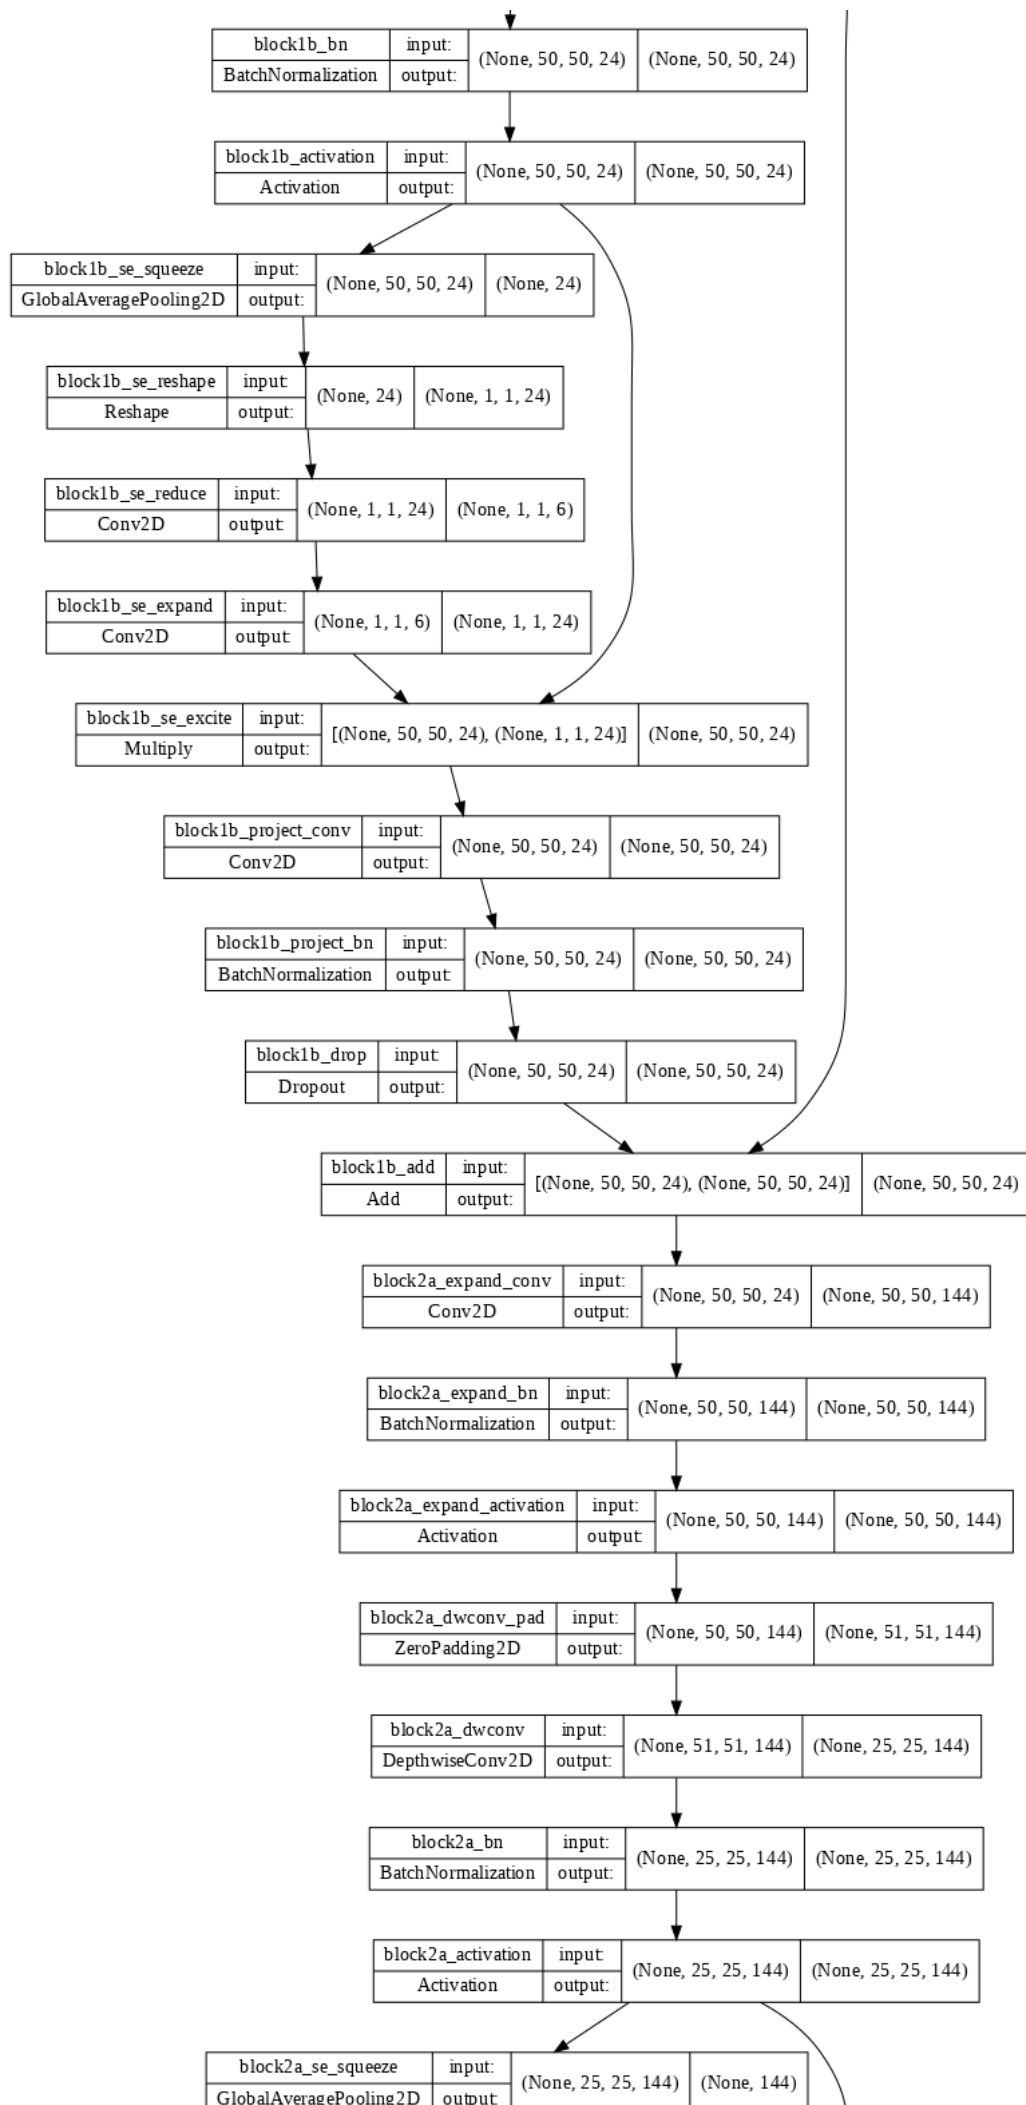 block1b_bn input: (None, 50, 50, 24) (None, 50, 50, 24)
BatchNormalization output:
block1b_activation input: (None, 50, 50, 24) (None, 50, 50, 24)
Activation output:
block1b_se_squeeze input: (None, 50, 50, 24) (None, 24)
GlobalAveragePooling2D output:
block1b_se_reshape input: (None, 24) (None, 1, 1, 24)
Reshape output:
block1b_se_reduce input: (None, 1, 1, 24) (None, 1, 1, 6)
Conv2D output:
block1b_se_expand input: (None, 1, 1, 6) (None, 1, 1, 24)
Conv2D output:
block1b_se_excite input: [(None, 50, 50, 24), (None, 1, 1, 24)] (None, 50, 50, 24)
Multiply output:
block1b_project_conv input: (None, 50, 50, 24) (None, 50, 50, 24)
Conv2D output:
block1b_project_bn input: (None, 50, 50, 24) (None, 50, 50, 24)
BatchNormalization output:
block1b_drop input: (None, 50, 50, 24) (None, 50, 50, 24)
Dropout output:
block1b_add input: [(None, 50, 50, 24), (None, 50, 50, 24)] (None, 50, 50, 24)
Add output:
block2a_expand_conv input: (None, 50, 50, 24) (None, 50, 50, 144)
Conv2D output:
block2a_expand_bn input: (None, 50, 50, 144) (None, 50, 50, 144)
BatchNormalization output:
block2a_expand_activation input: (None, 50, 50, 144) (None, 50, 50, 144)
Activation output:
block2a_dwconv_pad input: (None, 50, 50, 144) (None, 51, 51, 144)
ZeroPadding2D output:
block2a_dwconv input: (None, 51, 51, 144) (None, 25, 25, 144)
DepthwiseConv2D output:
block2a_bn input: (None, 25, 25, 144) (None, 25, 25, 144)
BatchNormalization output:
block2a_activation input: (None, 25, 25, 144) (None, 25, 25, 144)
Activation output:
block2a_se_squeeze input: (None, 25, 25, 144) (None, 144)
GlobalAveragePooling2D output: